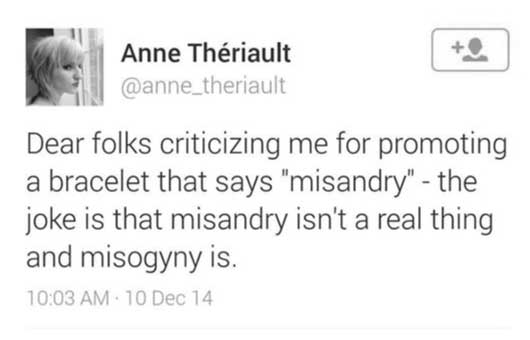 Anne Thériault
@anne_theriault
Dear folks criticizing me for promoting
a bracelet that says "misandry" - the
joke is that misandry isn't a real thing
and misogyny is.
10:03 AM · 10 Dec 14